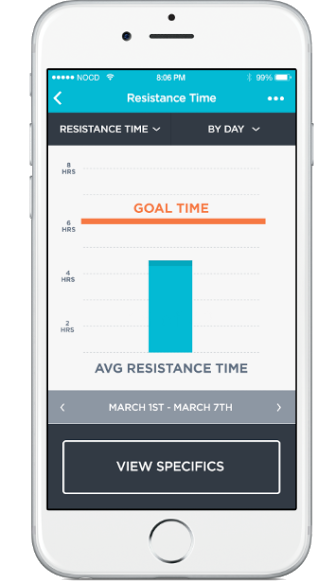 NOCD
8:06 PM
99%
Resistance Time
RESISTANCE TIME
BY DAY
8
HRS
GOAL TIME
6
HRS
4
HRS
2
HRS
AVG RESISTANCE TIME
MARCH 1ST - MARCH 7TH
VIEW SPECIFICS